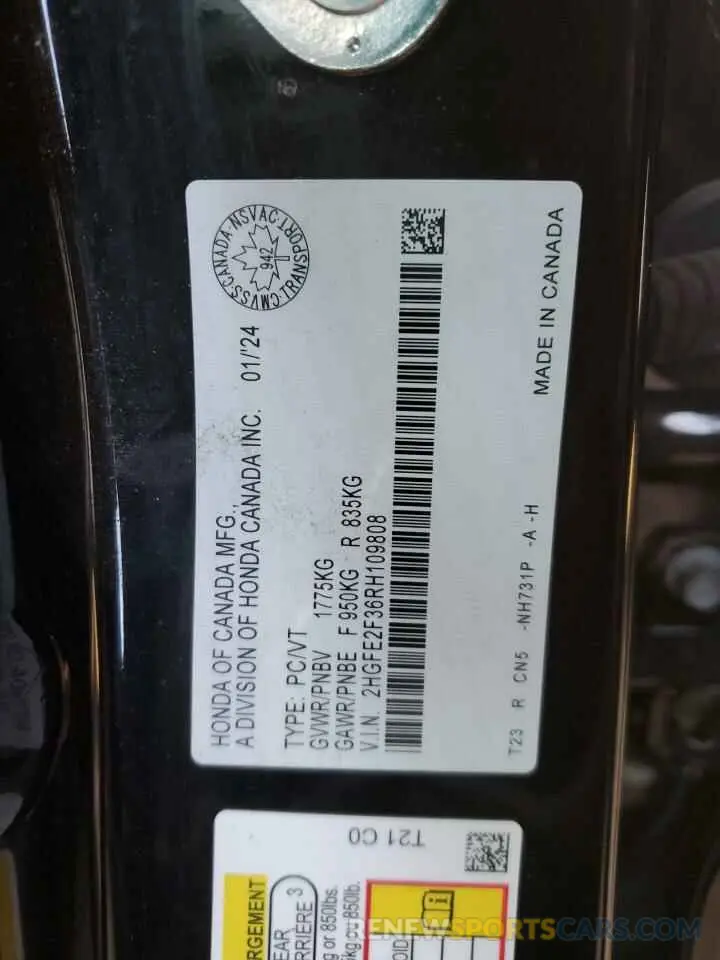 HONDA OF CANADA MFG.,
A DIVISION OF HONDA CANADA INC. 01/'24
TYPE: PC/VT
GVWR/PNBV 1775KG
GAWR/PNBE F 950KG R 835KG
V.I.N. 2HGFE2F36RH109808
T23 R CN5 -NH731P -A -H
MADE IN CANADA
CANADA · NSVAC
942
CMVSS · TRANSPORT
T21 C0
RGEMENT
EAR
RRIERE 3
g or 850lbs.
kg ou 850lb.
RENEWSPORTSCARS.COM